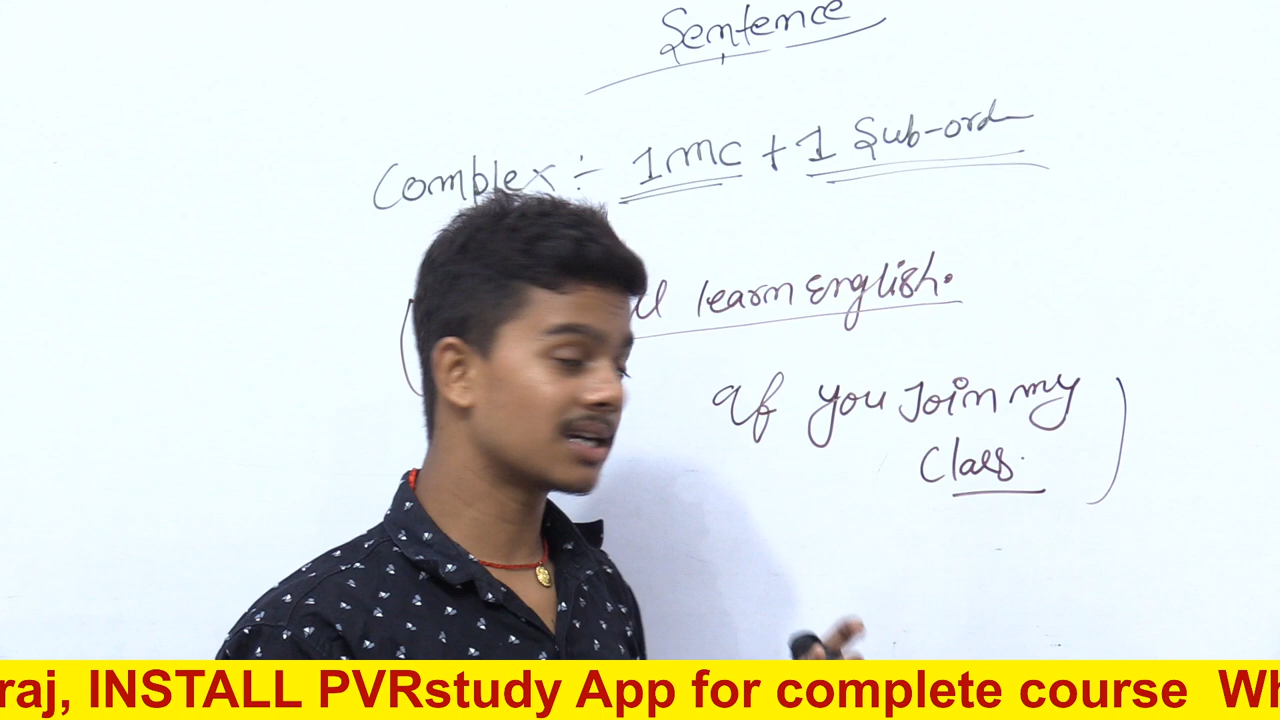 Sentence
Complex ÷ 1 MC + 1 Sub-ord
learn English.
If you Join my
Class.
raj, INSTALL PVRstudy App for complete course Wh